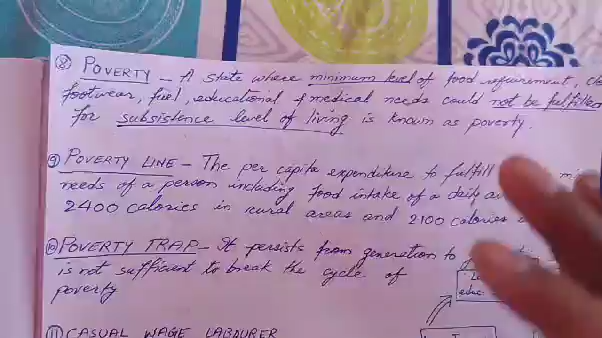 ⑧ POVERTY - A state where minimum level of food requirement,
footwear, fuel, educational & medical needs could not be fulfilled
for subsistence level of living is known as poverty.
⑨ POVERTY LINE - The per capita expenditure to fulfill
needs of a person including food intake of a daily
2400 calories in rural areas and 2100 calories
⑩ POVERTY TRAP - It persists from generation to
is not sufficient to break the cycle of
poverty
educ
⑪ CASUAL WAGE LABOURER